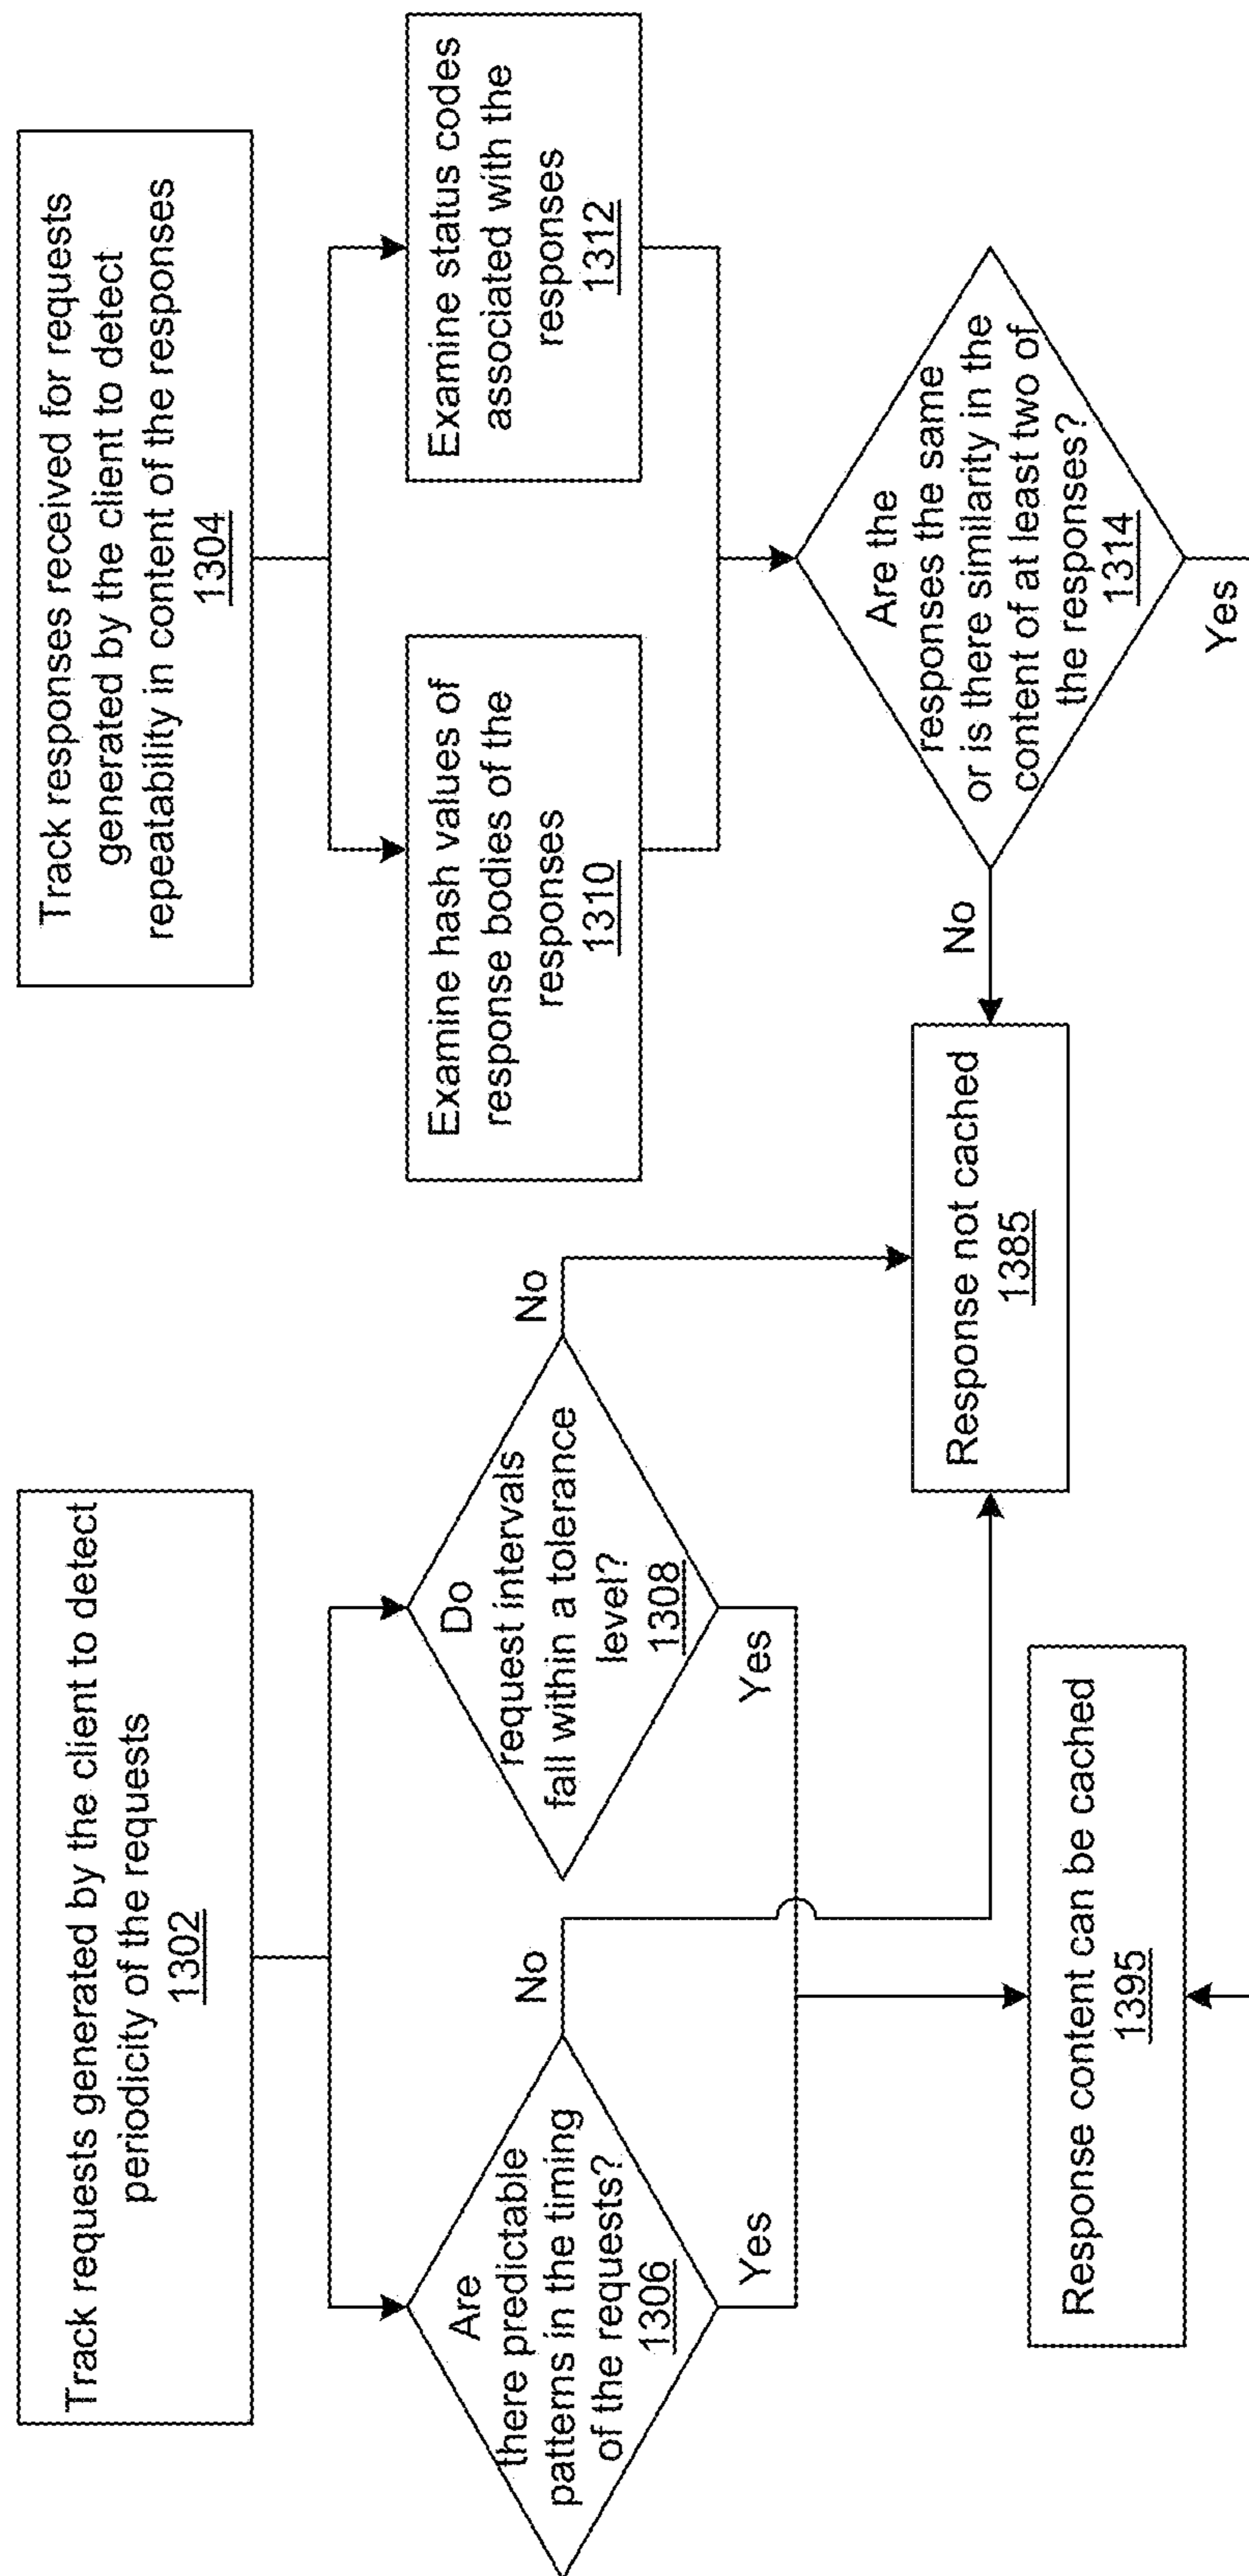 Track requests generated by the client to detect
periodicity of the requests
1302
Are
there predictable
patterns in the timing
of the requests?
1306
No
Yes
Do
request intervals
fall within a tolerance
level?
1308
No
Yes
Track responses received for requests
generated by the client to detect
repeatability in content of the responses
1304
Examine hash values of
response bodies of the
responses
1310
Examine status codes
associated with the
responses
1312
Are the
responses the same
or is there similarity in the
content of at least two of
the responses?
1314
No
Yes
Response not cached
1385
Response content can be cached
1395